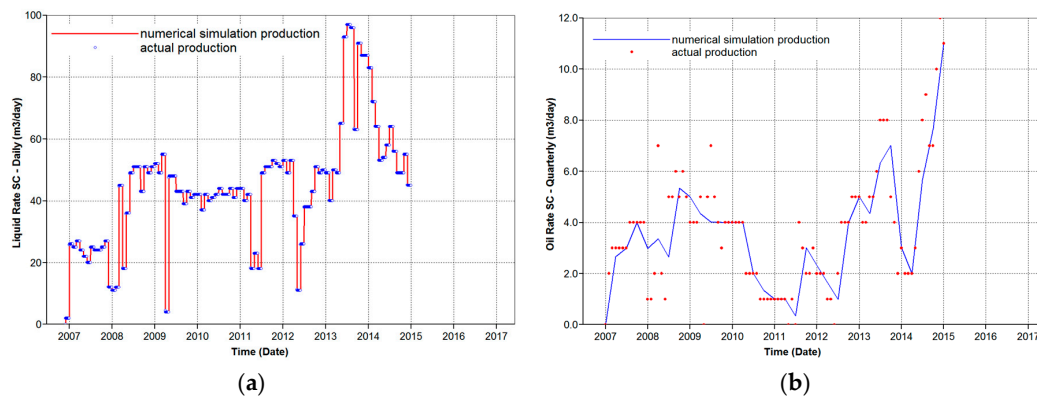 Liquid Rate SC - Daily (m3/day)
100
80
60
40
20
0
numerical simulation production
actual production
2007 2008 2009 2010 2011 2012 2013 2014 2015 2016 2017
Time (Date)
(a)
Oil Rate SC - Quarterly (m3/day)
12.0
10.0
8.0
6.0
4.0
2.0
0.0
numerical simulation production
actual production
2007 2008 2009 2010 2011 2012 2013 2014 2015 2016 2017
Time (Date)
(b)